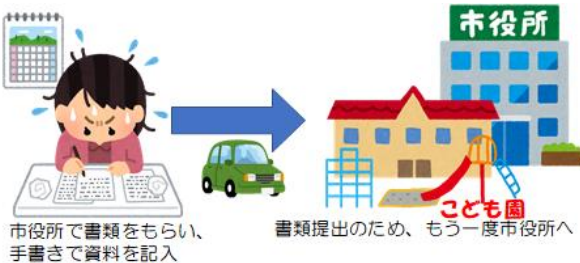 市役所
こども園
市役所で書類をもらい、
手書きで資料を記入
書類提出のため、もう一度市役所へ